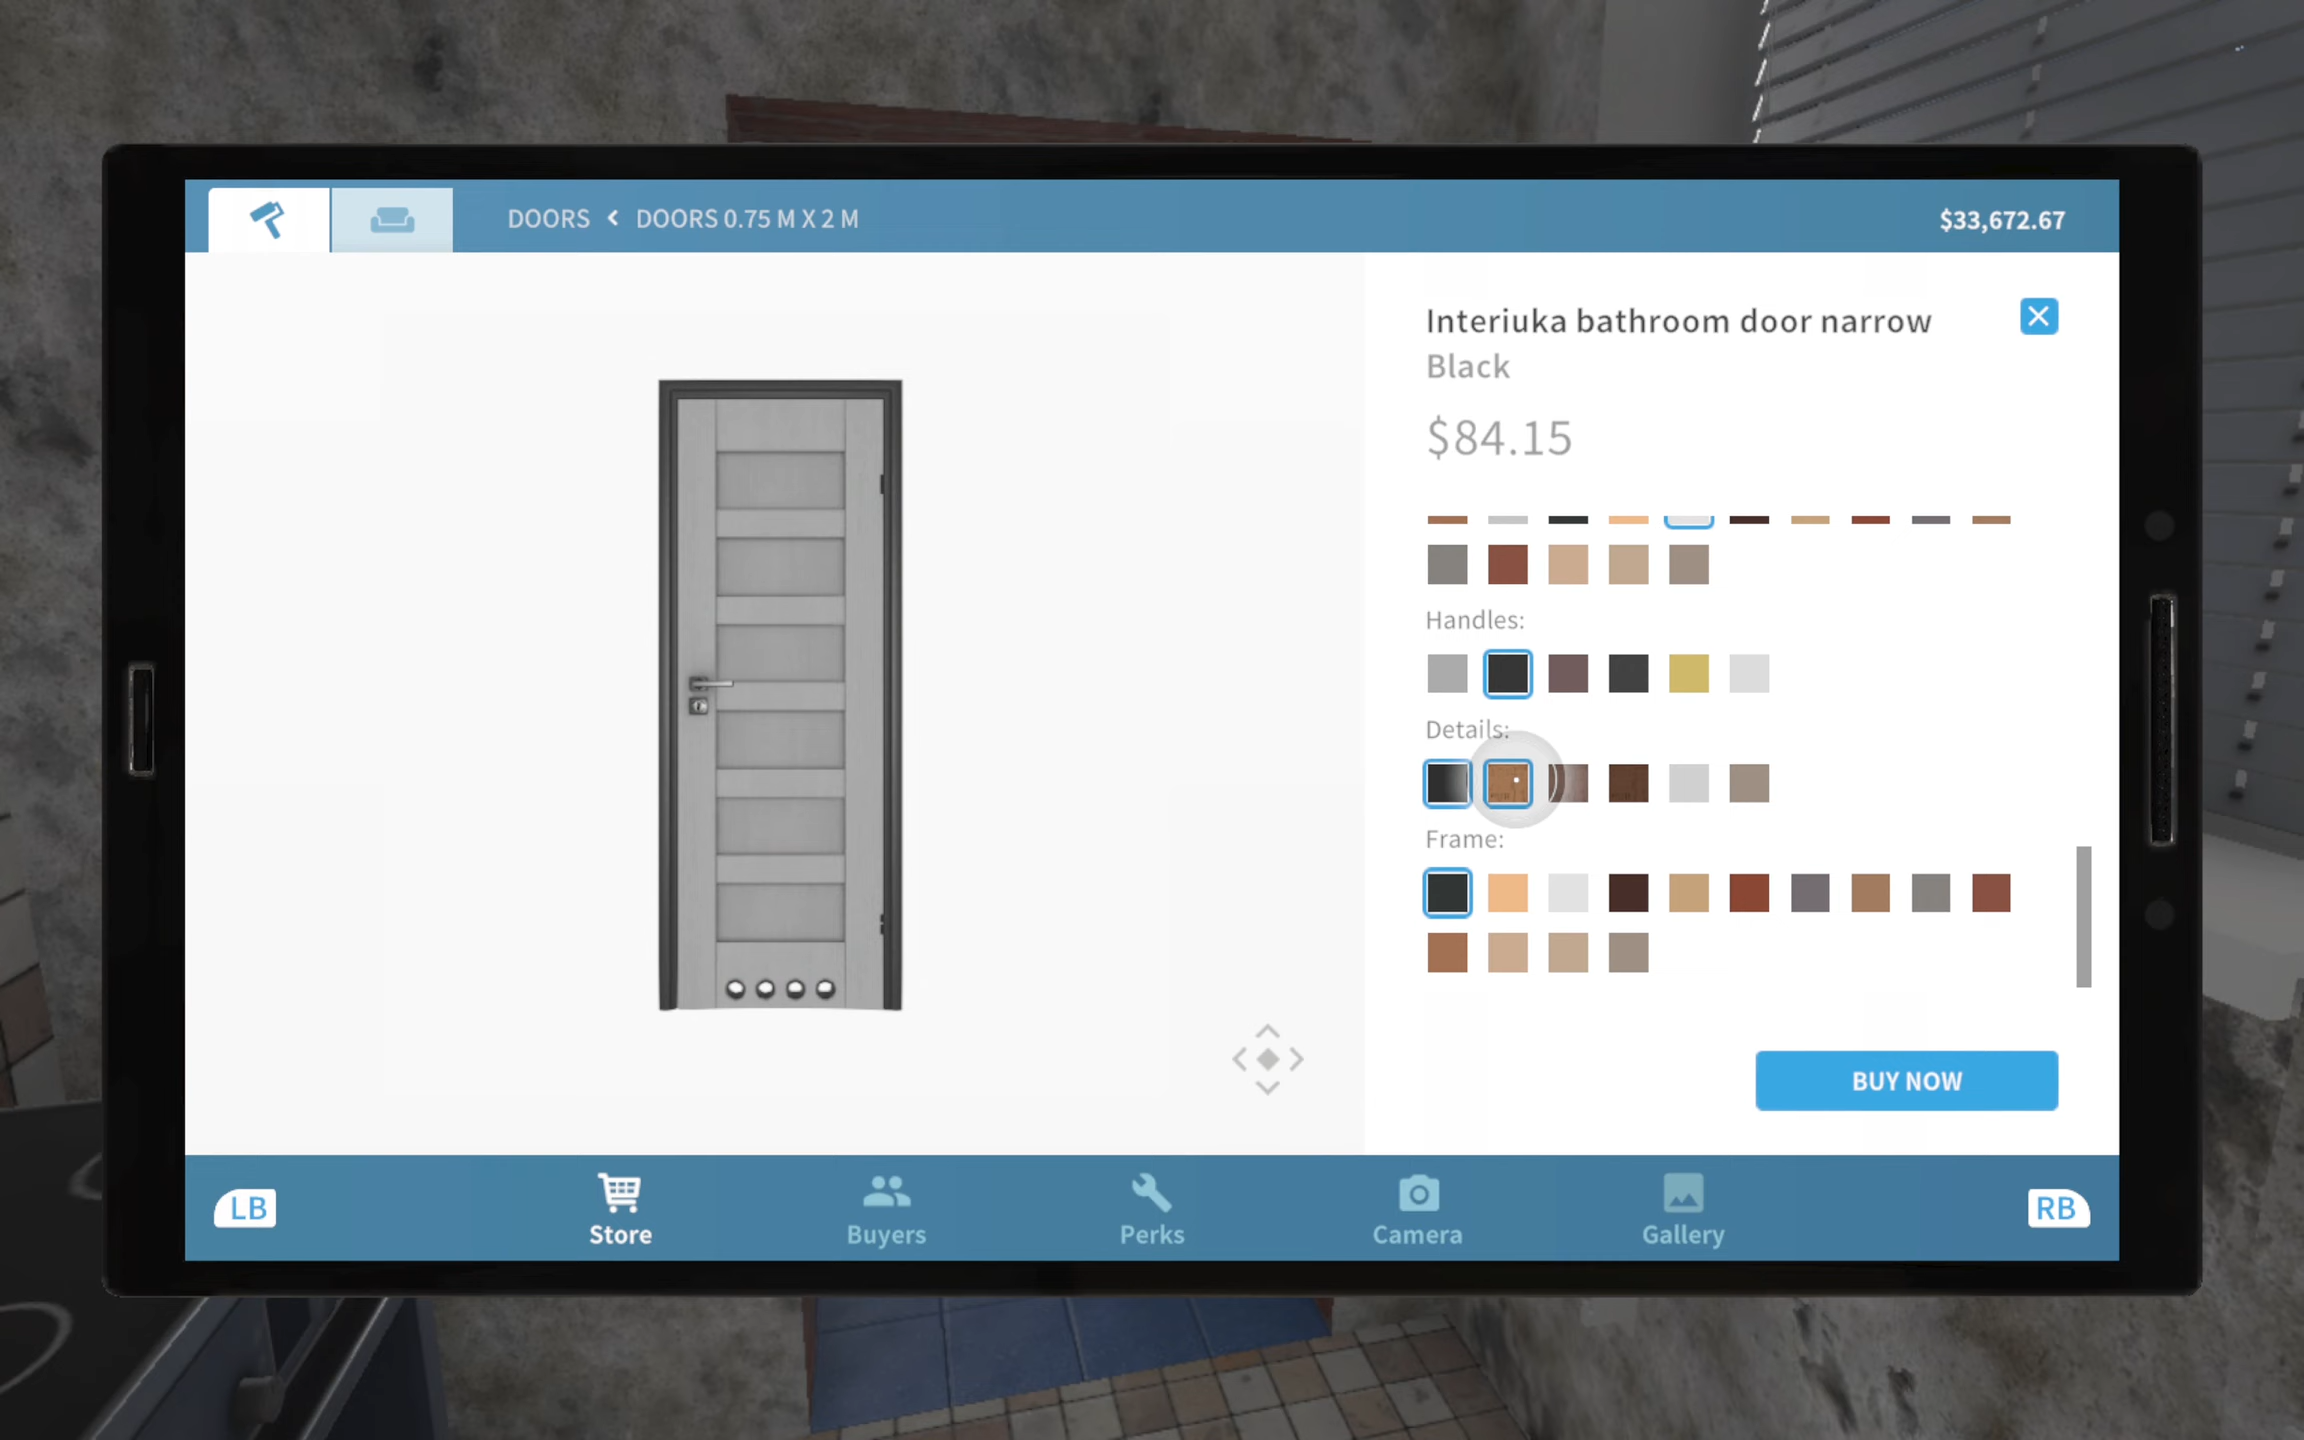 DOORS < DOORS 0.75 M X 2 M
$33,672.67
Interiuka bathroom door narrow
Black
$84.15
Handles:
Details:
Frame:
BUY NOW
LB
Store
Buyers
Perks
Camera
Gallery
RB